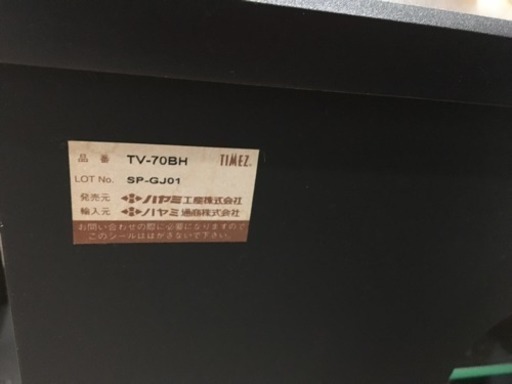 品番 TV-70BH TIMEZ
LOT No. SP-GJ01
発売元 ハヤミ工産株式会社
輸入元 ハヤミ通商株式会社
お問い合わせの際に必要になりますので
このシールははがさないで下さい。